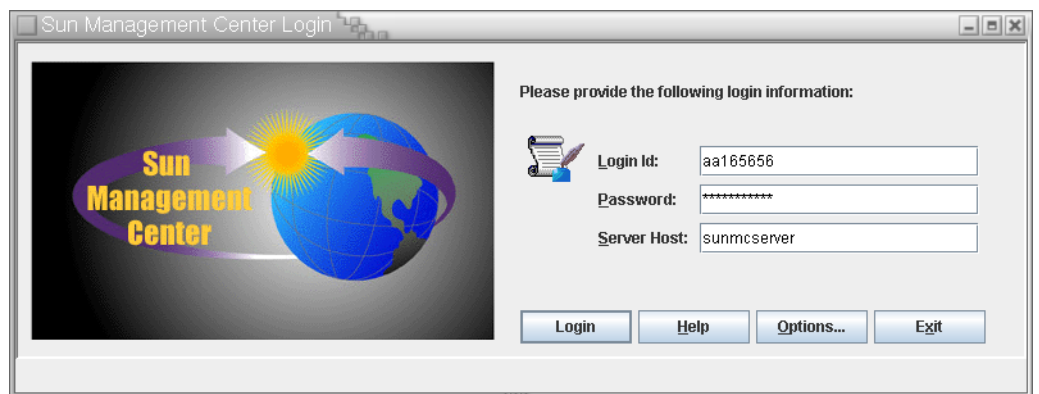 Sun Management Center Login
Please provide the following login information:
Sun
Management
Center
Login Id: aa165656
Password: ***********
Server Host: sunmcserver
Login Help Options... Exit